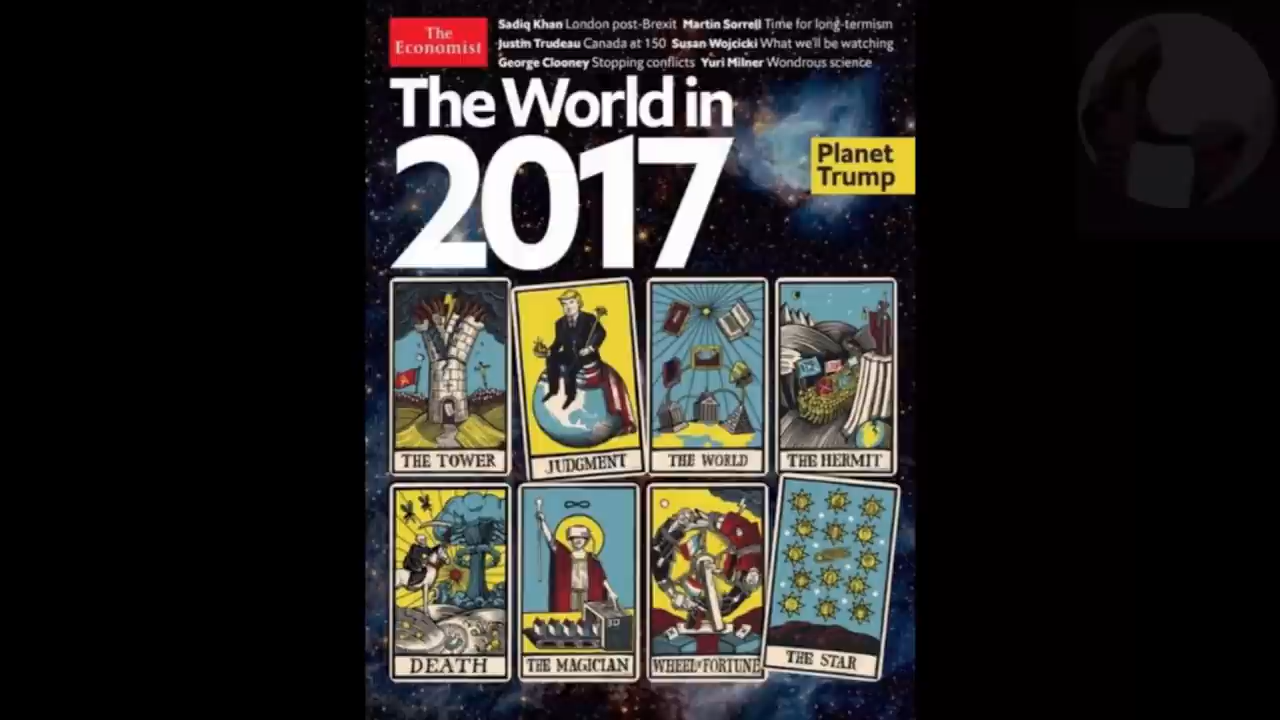 The
Economist
Sadiq Khan London post-Brexit Martin Sorrell Time for long-termism
Justin Trudeau Canada at 150 Susan Wojcicki What we'll be watching
George Clooney Stopping conflicts Yuri Milner Wondrous science
The World in
2017
Planet
Trump
THE TOWER
JUDGMENT
THE WORLD
THE HERMIT
3D
DEATH
THE MAGICIAN
WHEEL OF FORTUNE
THE STAR